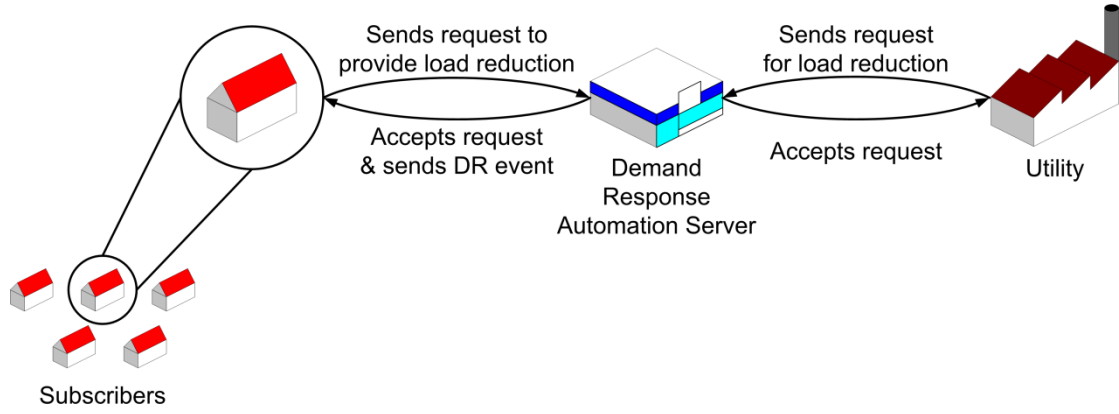 Sends request to
provide load reduction
Sends request
for load reduction
Accepts request
& sends DR event
Accepts request
Demand
Response
Automation Server
Utility
Subscribers